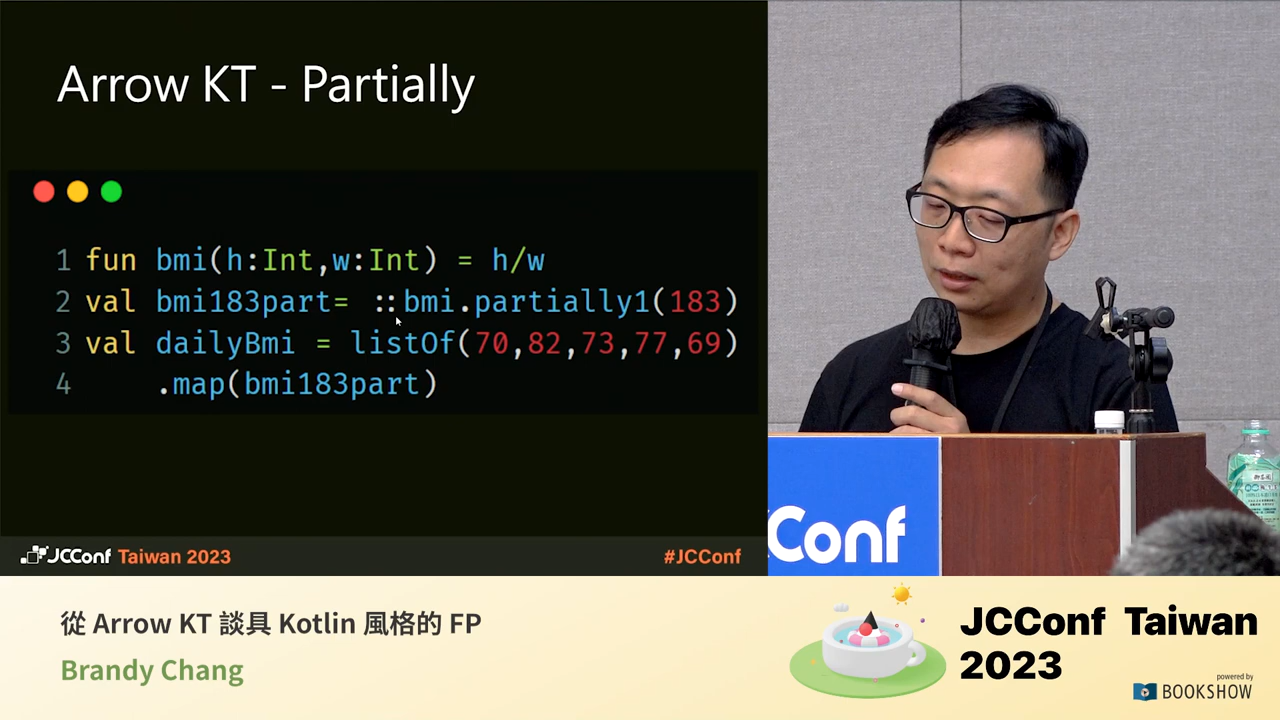 Arrow KT - Partially
1 fun bmi(h:Int,w:Int) = h/w
2 val bmi183part= ::bmi.partially1(183)
3 val dailyBmi = listOf(70,82,73,77,69)
4 .map(bmi183part)
JCConf Taiwan 2023
#JCConf
Conf
從 Arrow KT 談具 Kotlin 風格的 FP
Brandy Chang
JCConf Taiwan
2023
powered by
BOOKSHOW